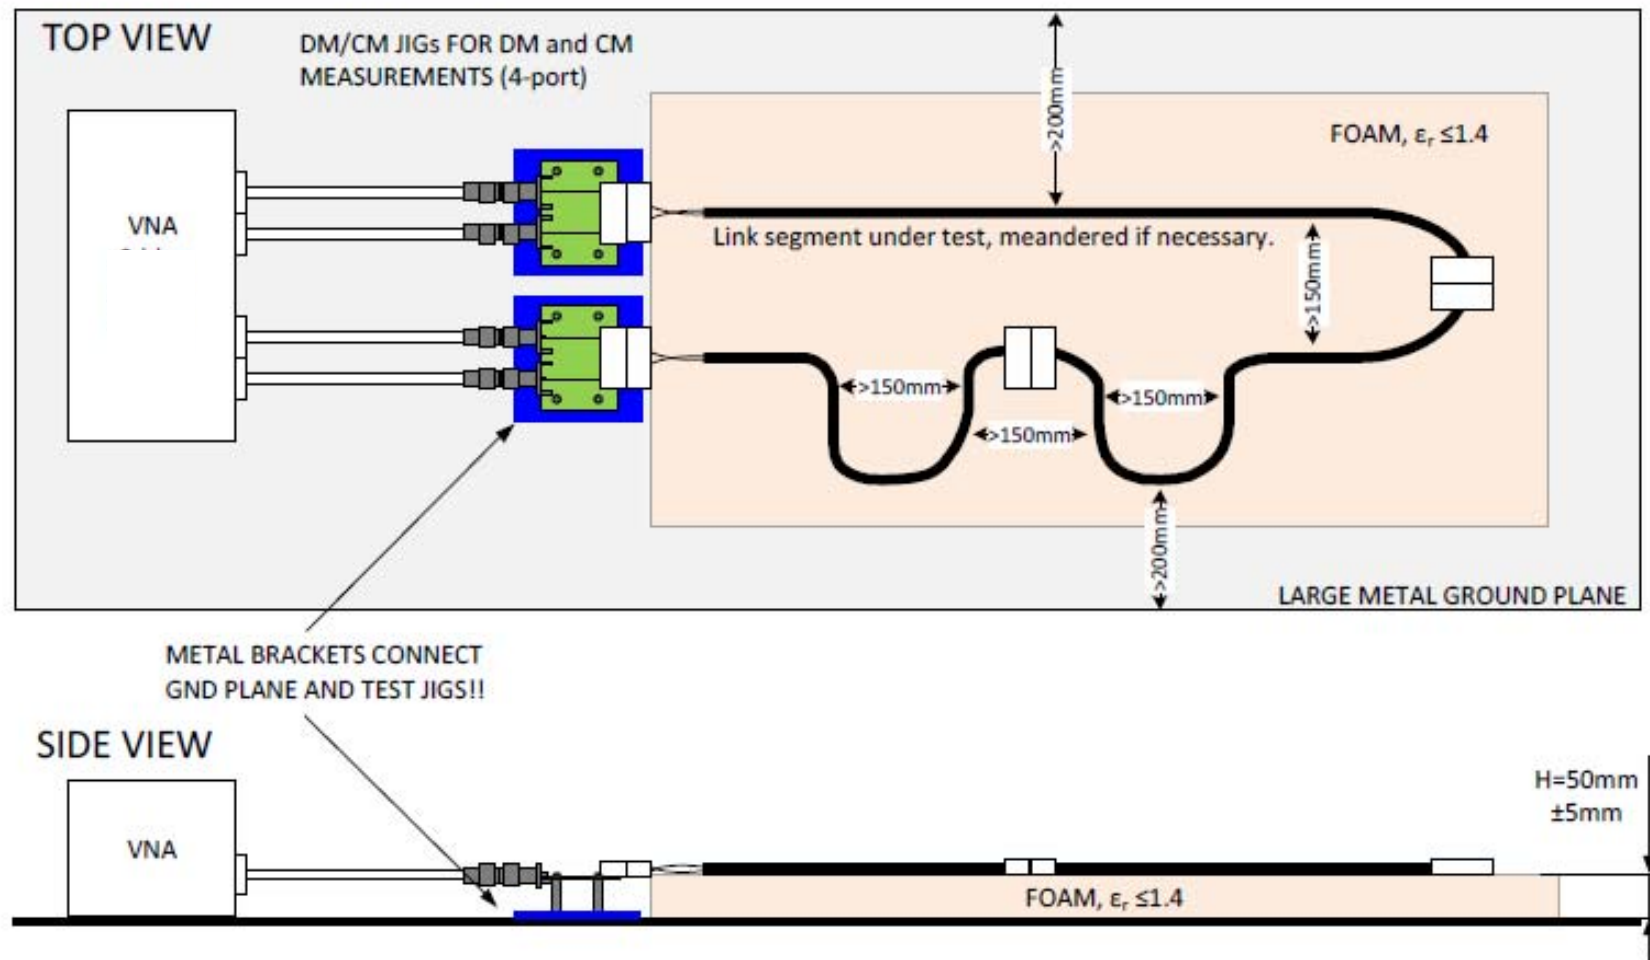 TOP VIEW
DM/CM JIGs FOR DM and CM
MEASUREMENTS (4-port)
>200mm
FOAM, εr ≤1.4
VNA
Link segment under test, meandered if necessary.
>150mm
>150mm
>150mm
>150mm
>200mm
LARGE METAL GROUND PLANE
METAL BRACKETS CONNECT
GND PLANE AND TEST JIGS!!
SIDE VIEW
H=50mm
±5mm
VNA
FOAM, εr ≤1.4